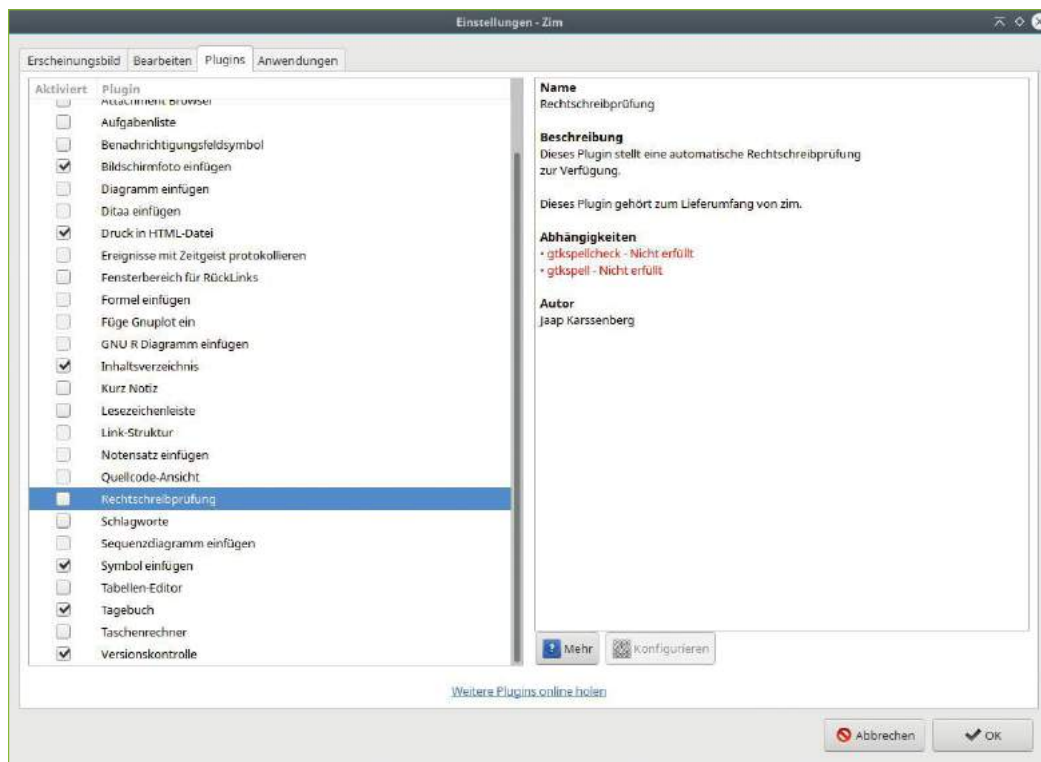 Einstellungen - Zim
Erscheinungsbild Bearbeiten Plugins Anwendungen
Aktiviert Plugin
Attachment Browser
Aufgabenliste
Benachrichtigungsfeldsymbol
Bildschirmfoto einfügen
Diagramm einfügen
Ditaa einfügen
Druck in HTML-Datei
Ereignisse mit Zeitgeist protokollieren
Fensterbereich für RückLinks
Formel einfügen
Füge Gnuplot ein
GNU R Diagramm einfügen
Inhaltsverzeichnis
Kurz Notiz
Lesezeichenleiste
Link-Struktur
Notensatz einfügen
Quellcode-Ansicht
Rechtschreibprüfung
Schlagworte
Sequenzdiagramm einfügen
Symbol einfügen
Tabellen-Editor
Tagebuch
Taschenrechner
Versionskontrolle
Name
Rechtschreibprüfung
Beschreibung
Dieses Plugin stellt eine automatische Rechtschreibprüfung
zur Verfügung.
Dieses Plugin gehört zum Lieferumfang von zim.
Abhängigkeiten
• gtkspellcheck - Nicht erfüllt
• gtkspell - Nicht erfüllt
Autor
Jaap Karssenberg
Mehr Konfigurieren
Weitere Plugins online holen
Abbrechen OK